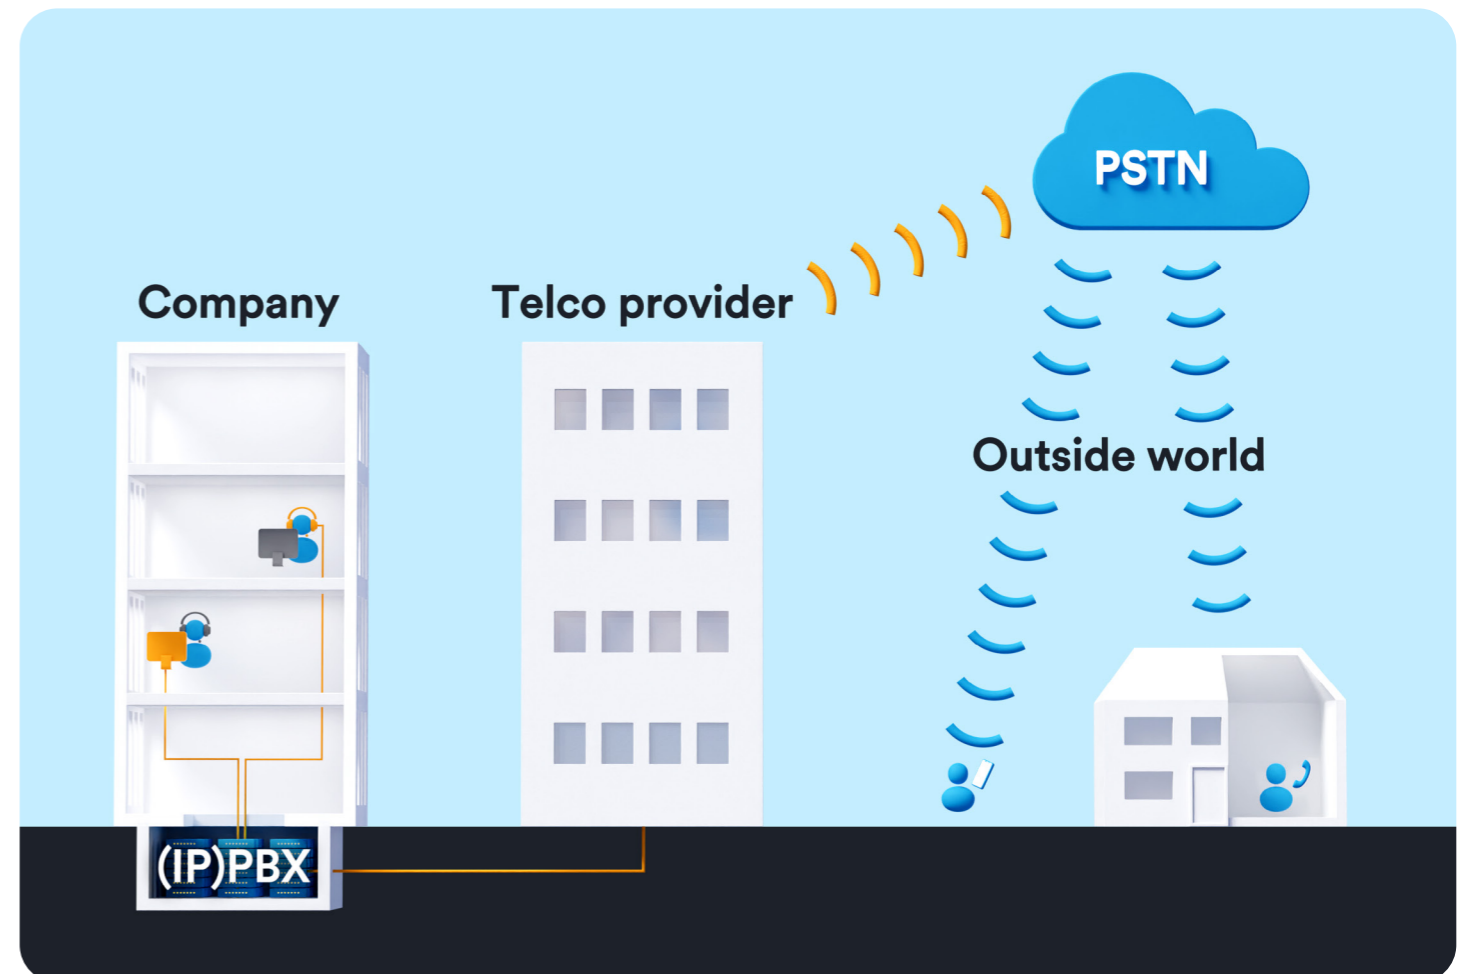 PSTN
Company
Telco provider
Outside world
(IP)PBX